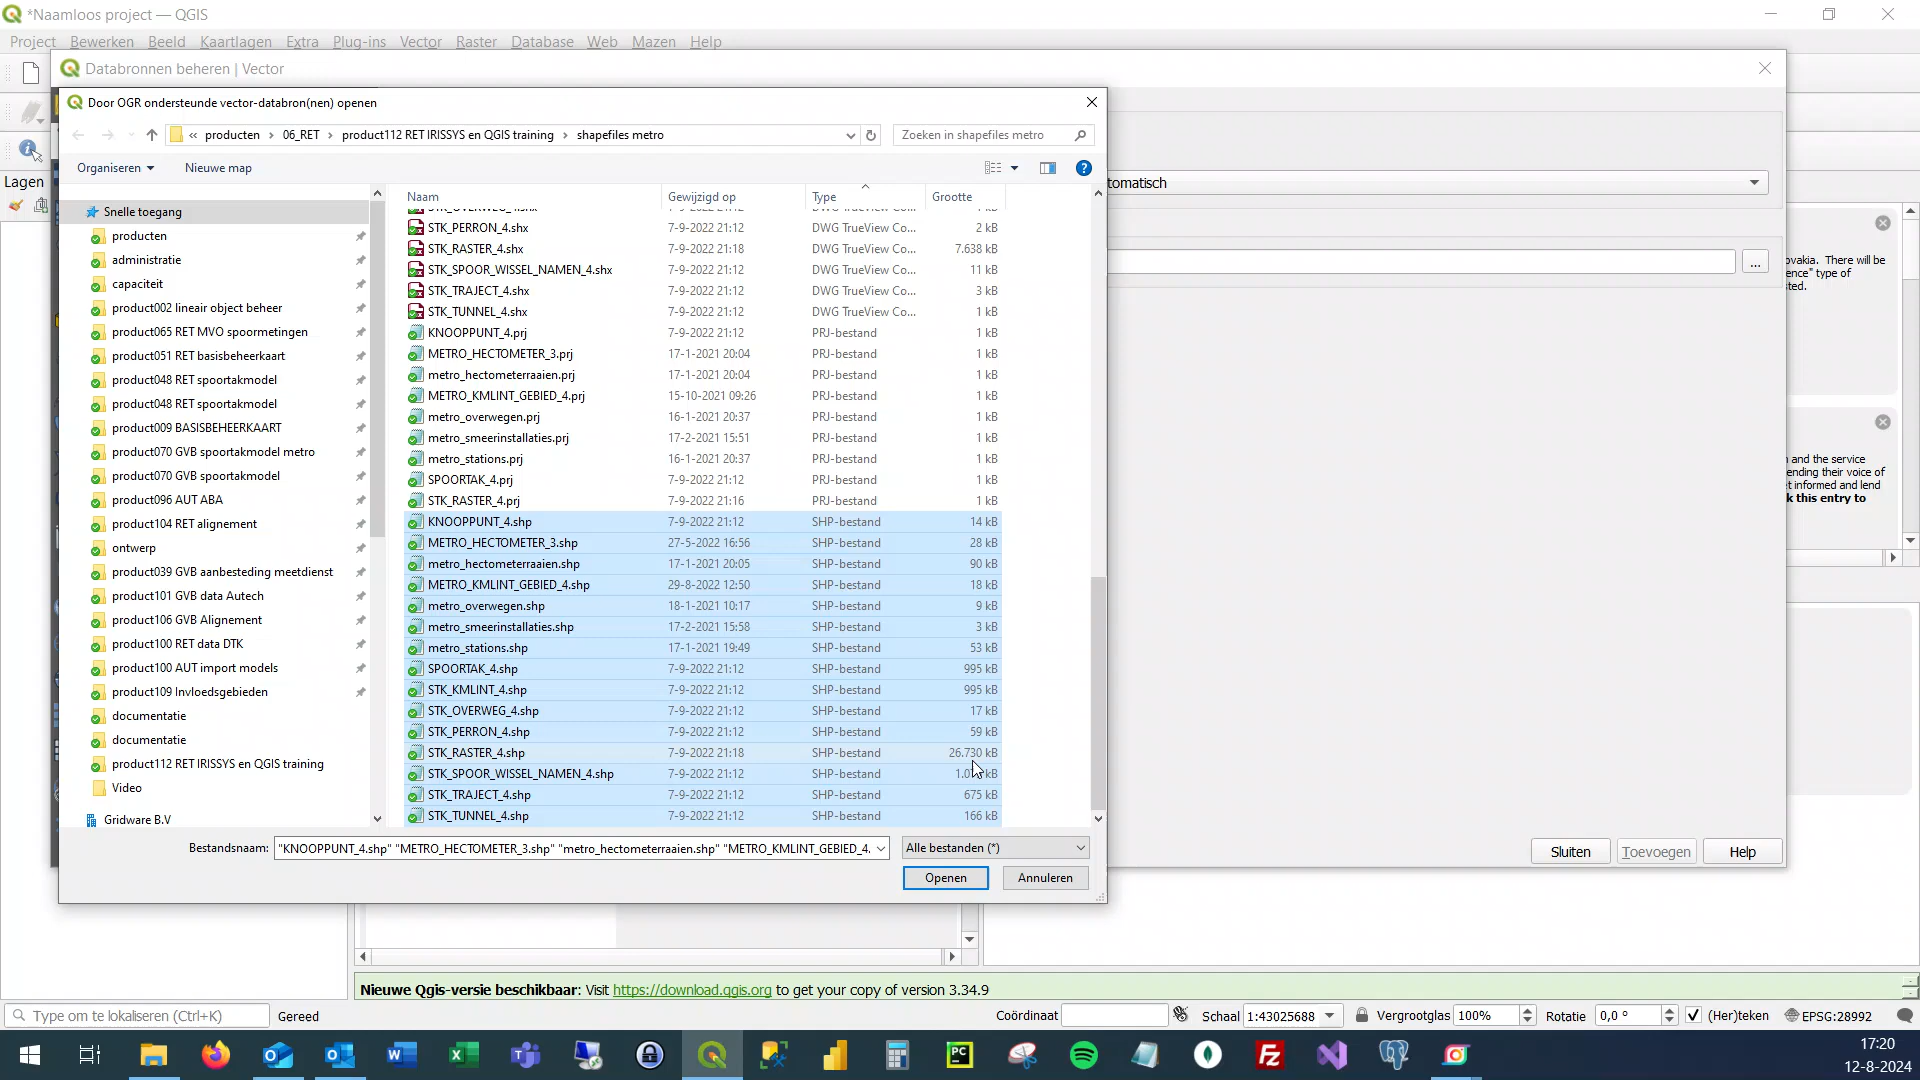 *Naamloos project — QGIS
Project Bewerken Beeld Kaartlagen Extra Plug-ins Vector Raster Database Web Mazen Help
Databronnen beheren | Vector
Door OGR ondersteunde vector-databron(nen) openen
« producten › 06_RET › product112 RET IRISSYS en QGIS training › shapefiles metro
Zoeken in shapefiles metro
Organiseren Nieuwe map
Lagen
Snelle toegang
producten
administratie
capaciteit
product002 lineair object beheer
product065 RET MVO spoormetingen
product051 RET basisbeheerkaart
product048 RET spoortakmodel
product048 RET spoortakmodel
product009 BASISBEHEERKAART
product070 GVB spoortakmodel metro
product070 GVB spoortakmodel
product096 AUT ABA
product104 RET alignement
ontwerp
product039 GVB aanbesteding meetdienst
product101 GVB data Autech
product106 GVB Alignement
product100 RET data DTK
product100 AUT import models
product109 Invloedsgebieden
documentatie
documentatie
product112 RET IRISSYS en QGIS training
Video
Gridware B.V
Naam Gewijzigd op Type Grootte
STK_PERRON_4.shx 7-9-2022 21:12 DWG TrueView Co... 2 kB
STK_RASTER_4.shx 7-9-2022 21:18 DWG TrueView Co... 7.638 kB
STK_SPOOR_WISSEL_NAMEN_4.shx 7-9-2022 21:12 DWG TrueView Co... 11 kB
STK_TRAJECT_4.shx 7-9-2022 21:12 DWG TrueView Co... 3 kB
STK_TUNNEL_4.shx 7-9-2022 21:12 DWG TrueView Co... 1 kB
KNOOPPUNT_4.prj 7-9-2022 21:12 PRJ-bestand 1 kB
METRO_HECTOMETER_3.prj 17-1-2021 20:04 PRJ-bestand 1 kB
metro_hectometerraaien.prj 17-1-2021 20:04 PRJ-bestand 1 kB
METRO_KMLINT_GEBIED_4.prj 15-10-2021 09:26 PRJ-bestand 1 kB
metro_overwegen.prj 16-1-2021 20:37 PRJ-bestand 1 kB
metro_smeerinstallaties.prj 17-2-2021 15:51 PRJ-bestand 1 kB
metro_stations.prj 16-1-2021 20:37 PRJ-bestand 1 kB
SPOORTAK_4.prj 7-9-2022 21:12 PRJ-bestand 1 kB
STK_RASTER_4.prj 7-9-2022 21:16 PRJ-bestand 1 kB
KNOOPPUNT_4.shp 7-9-2022 21:12 SHP-bestand 14 kB
METRO_HECTOMETER_3.shp 27-5-2022 16:56 SHP-bestand 28 kB
metro_hectometerraaien.shp 17-1-2021 20:05 SHP-bestand 90 kB
METRO_KMLINT_GEBIED_4.shp 29-8-2022 12:50 SHP-bestand 18 kB
metro_overwegen.shp 18-1-2021 10:17 SHP-bestand 9 kB
metro_smeerinstallaties.shp 17-2-2021 15:58 SHP-bestand 3 kB
metro_stations.shp 17-1-2021 19:49 SHP-bestand 53 kB
SPOORTAK_4.shp 7-9-2022 21:12 SHP-bestand 995 kB
STK_KMLINT_4.shp 7-9-2022 21:12 SHP-bestand 995 kB
STK_OVERWEG_4.shp 7-9-2022 21:12 SHP-bestand 17 kB
STK_PERRON_4.shp 7-9-2022 21:12 SHP-bestand 59 kB
STK_RASTER_4.shp 7-9-2022 21:18 SHP-bestand 26.730 kB
STK_SPOOR_WISSEL_NAMEN_4.shp 7-9-2022 21:12 SHP-bestand
STK_TRAJECT_4.shp 7-9-2022 21:12 SHP-bestand 675 kB
STK_TUNNEL_4.shp 7-9-2022 21:12 SHP-bestand 166 kB
Bestandsnaam: "KNOOPPUNT_4.shp" "METRO_HECTOMETER_3.shp" "metro_hectometerraaien.shp" "METRO_KMLINT_GEBIED_4. Alle bestanden (*)
Openen Annuleren
tomatisch
...
ovakia. There will be
ence" type of
sted.
n and the service
ending their voice of
t informed and lend
k this entry to
Sluiten Toevoegen Help
Nieuwe Qgis-versie beschikbaar: Visit https://download.qgis.org to get your copy of version 3.34.9
Type om te lokaliseren (Ctrl+K) Gereed Coördinaat Schaal 1:43025688 Vergrootglas 100% Rotatie 0,0 ° (Her)teken EPSG:28992
17:20
12-8-2024